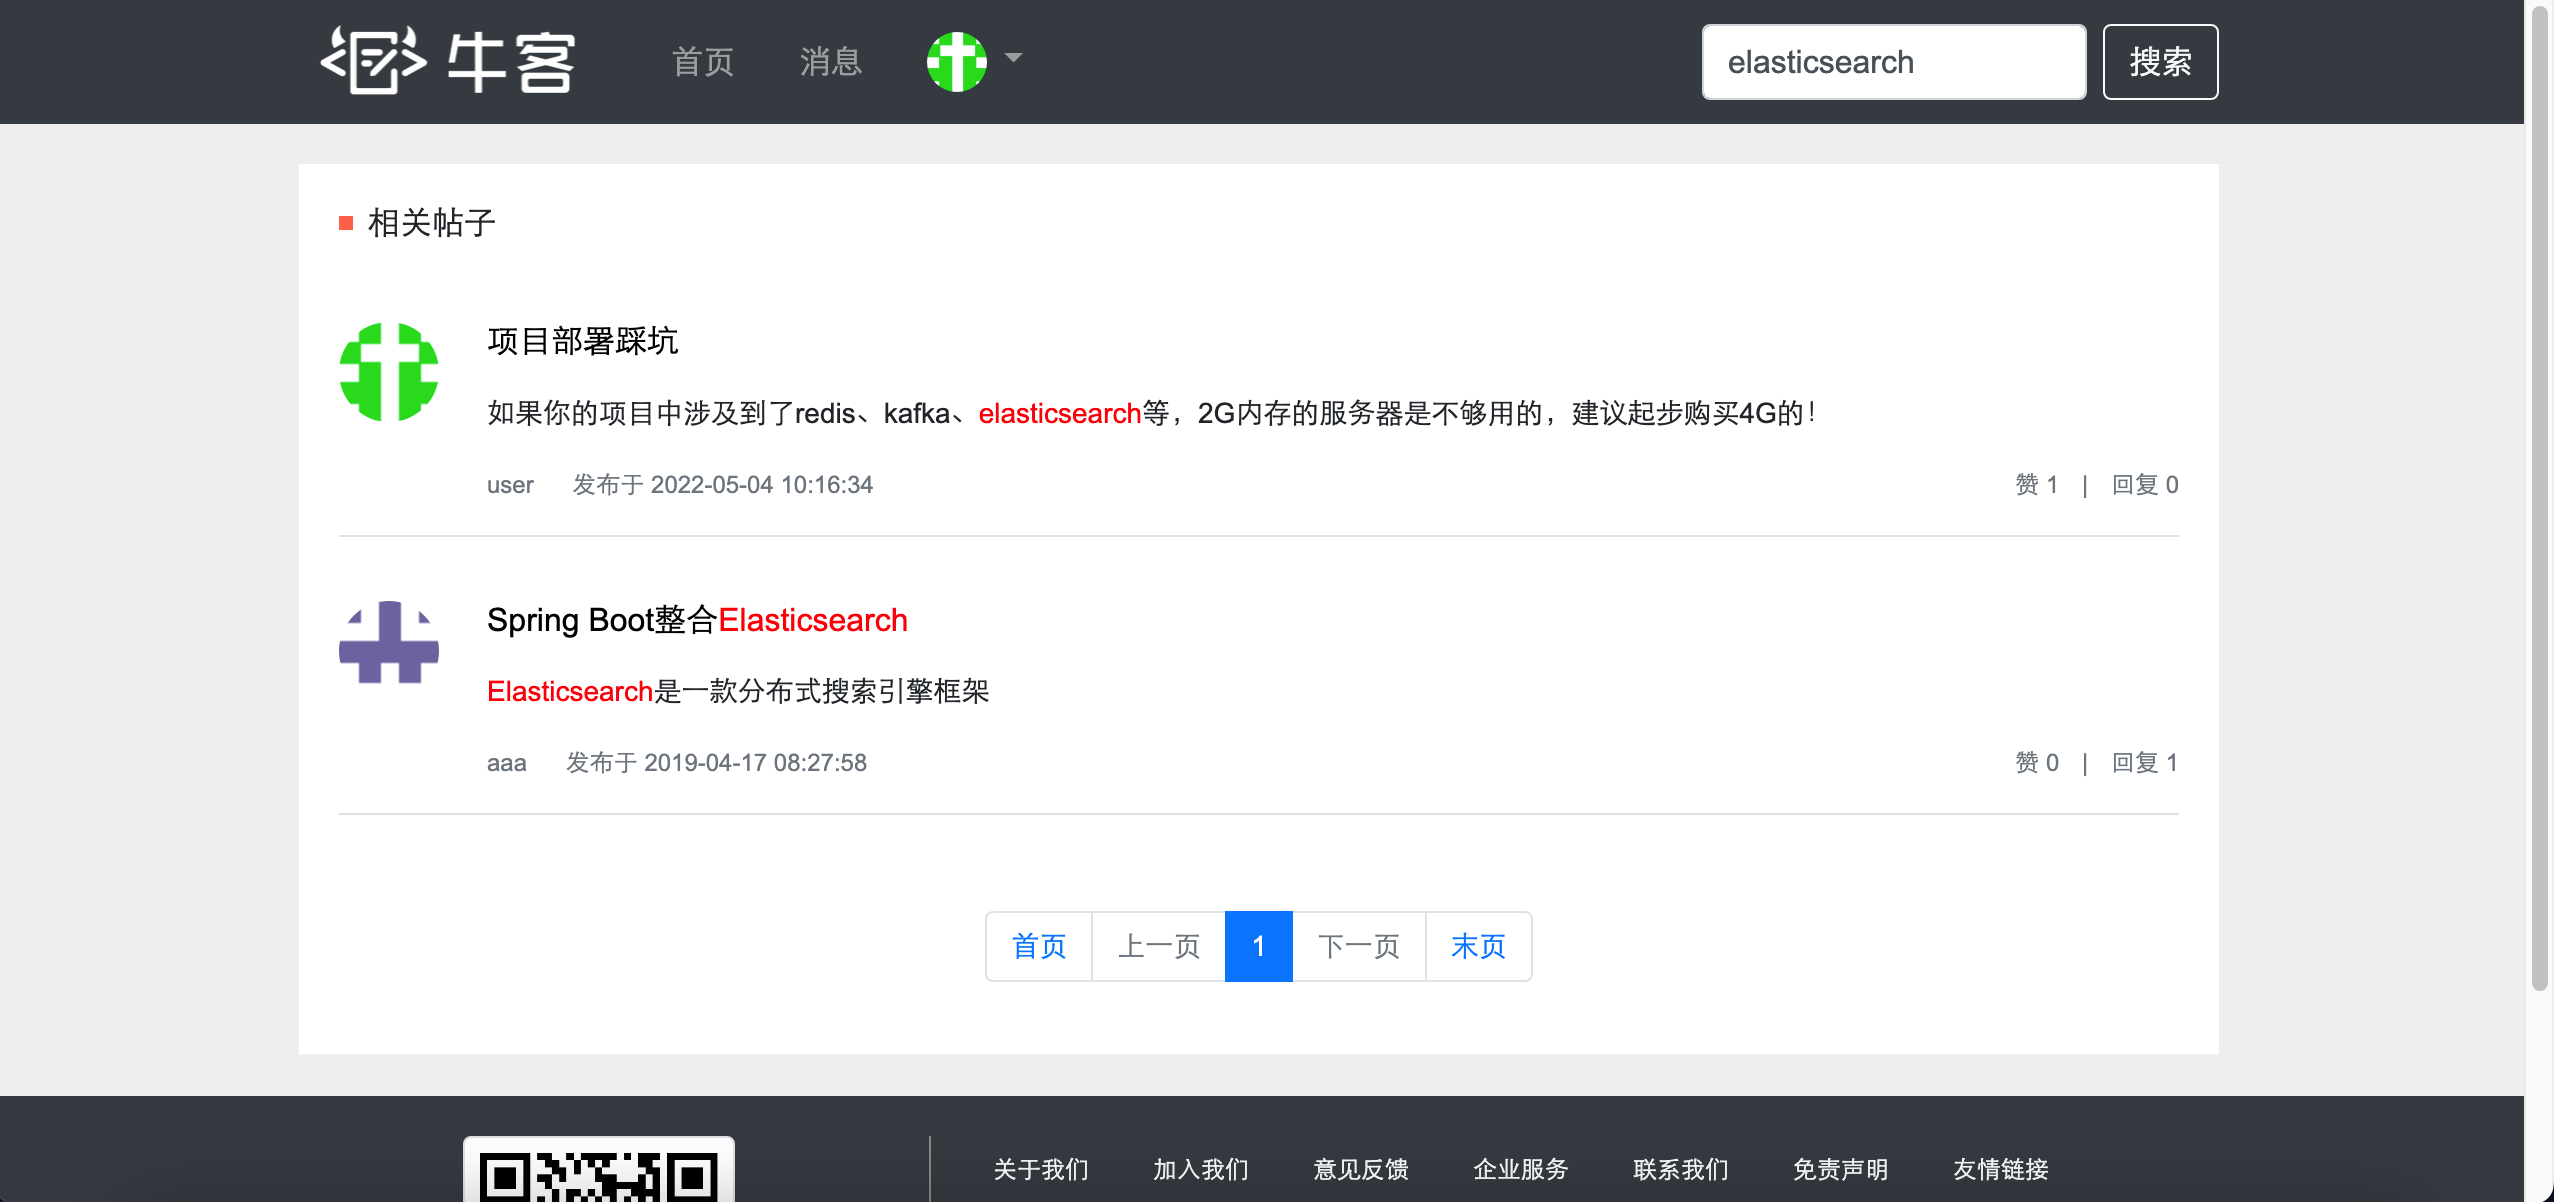 牛客 首页 消息 elasticsearch 搜索
相关帖子
项目部署踩坑
如果你的项目中涉及到了redis、kafka、elasticsearch等，2G内存的服务器是不够用的，建议起步购买4G的！
user 发布于 2022-05-04 10:16:34 赞 1 | 回复 0
Spring Boot整合Elasticsearch
Elasticsearch是一款分布式搜索引擎框架
aaa 发布于 2019-04-17 08:27:58 赞 0 | 回复 1
首页 上一页 1 下一页 末页
关于我们 加入我们 意见反馈 企业服务 联系我们 免责声明 友情链接